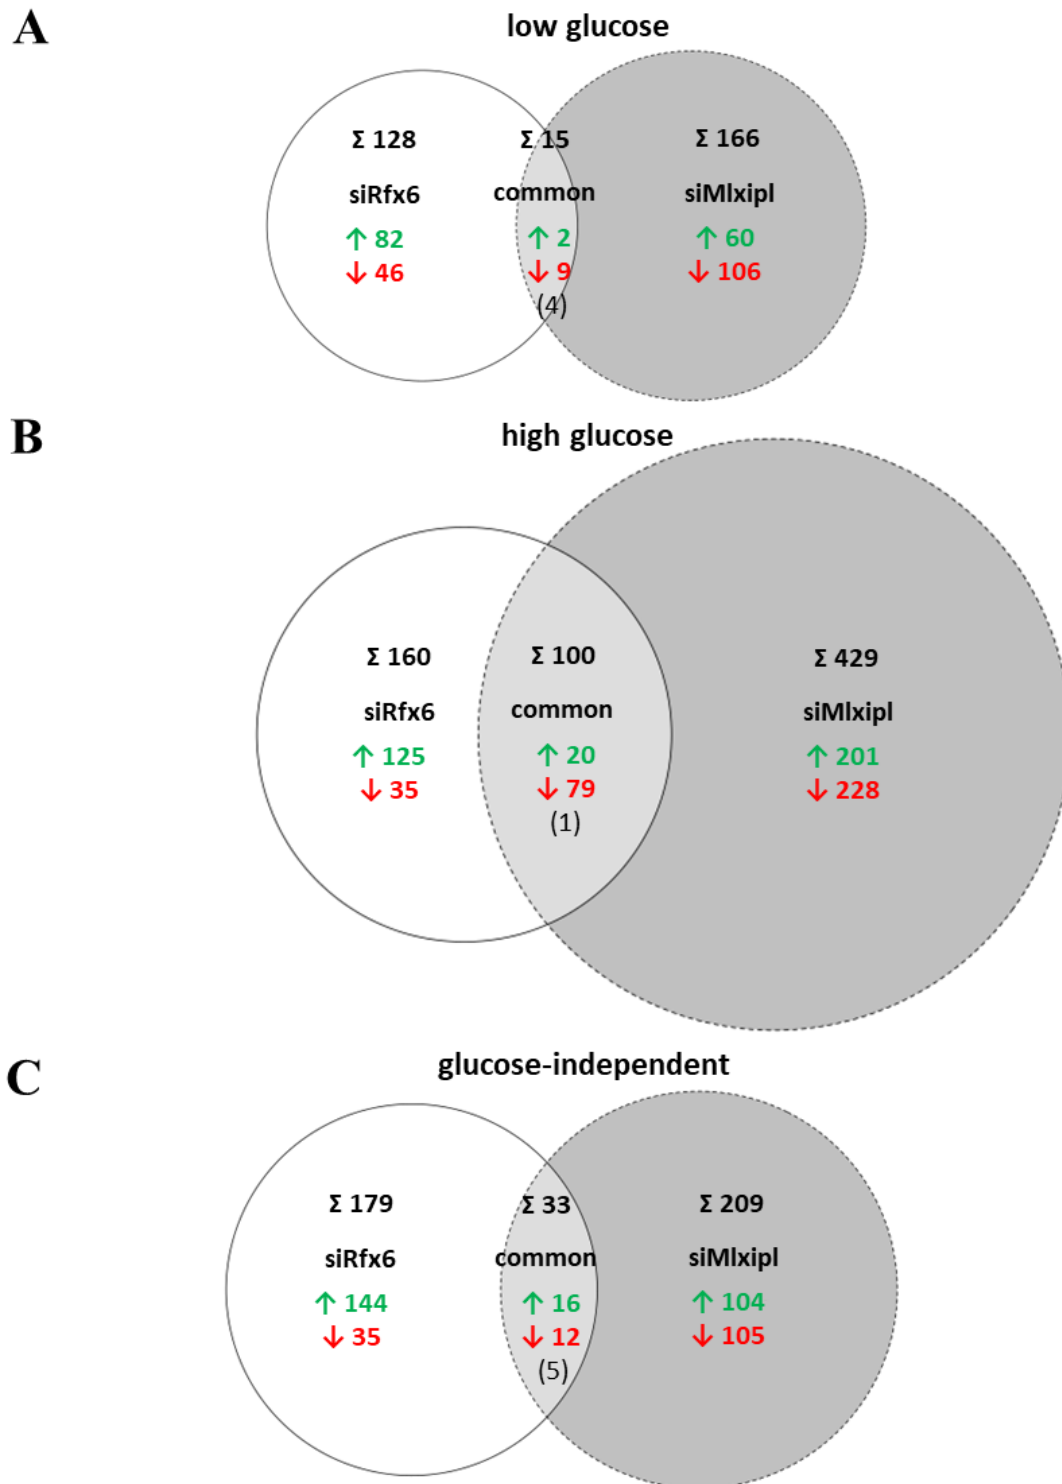 A
low glucose
Σ 128
siRfx6
↑ 82
↓ 46
Σ 15
common
↑ 2
↓ 9
(4)
Σ 166
siMlxipl
↑ 60
↓ 106
B
high glucose
Σ 160
siRfx6
↑ 125
↓ 35
Σ 100
common
↑ 20
↓ 79
(1)
Σ 429
siMlxipl
↑ 201
↓ 228
C
glucose-independent
Σ 179
siRfx6
↑ 144
↓ 35
Σ 33
common
↑ 16
↓ 12
(5)
Σ 209
siMlxipl
↑ 104
↓ 105